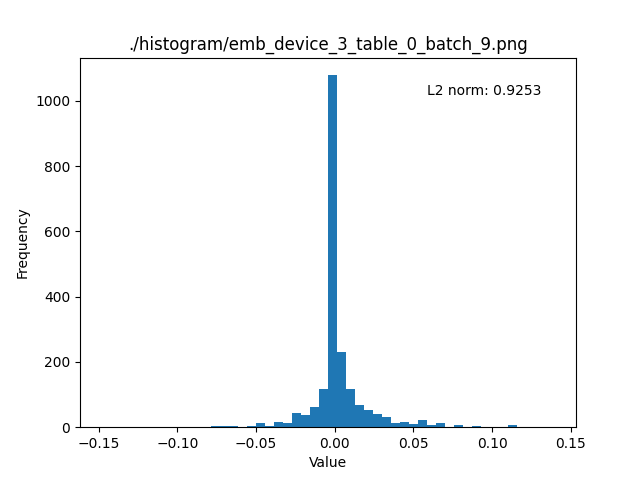 ./histogram/emb_device_3_table_0_batch_9.png
L2 norm: 0.9253
1000
800
600
400
200
0
Frequency
−0.15 −0.10 −0.05 0.00 0.05 0.10 0.15
Value